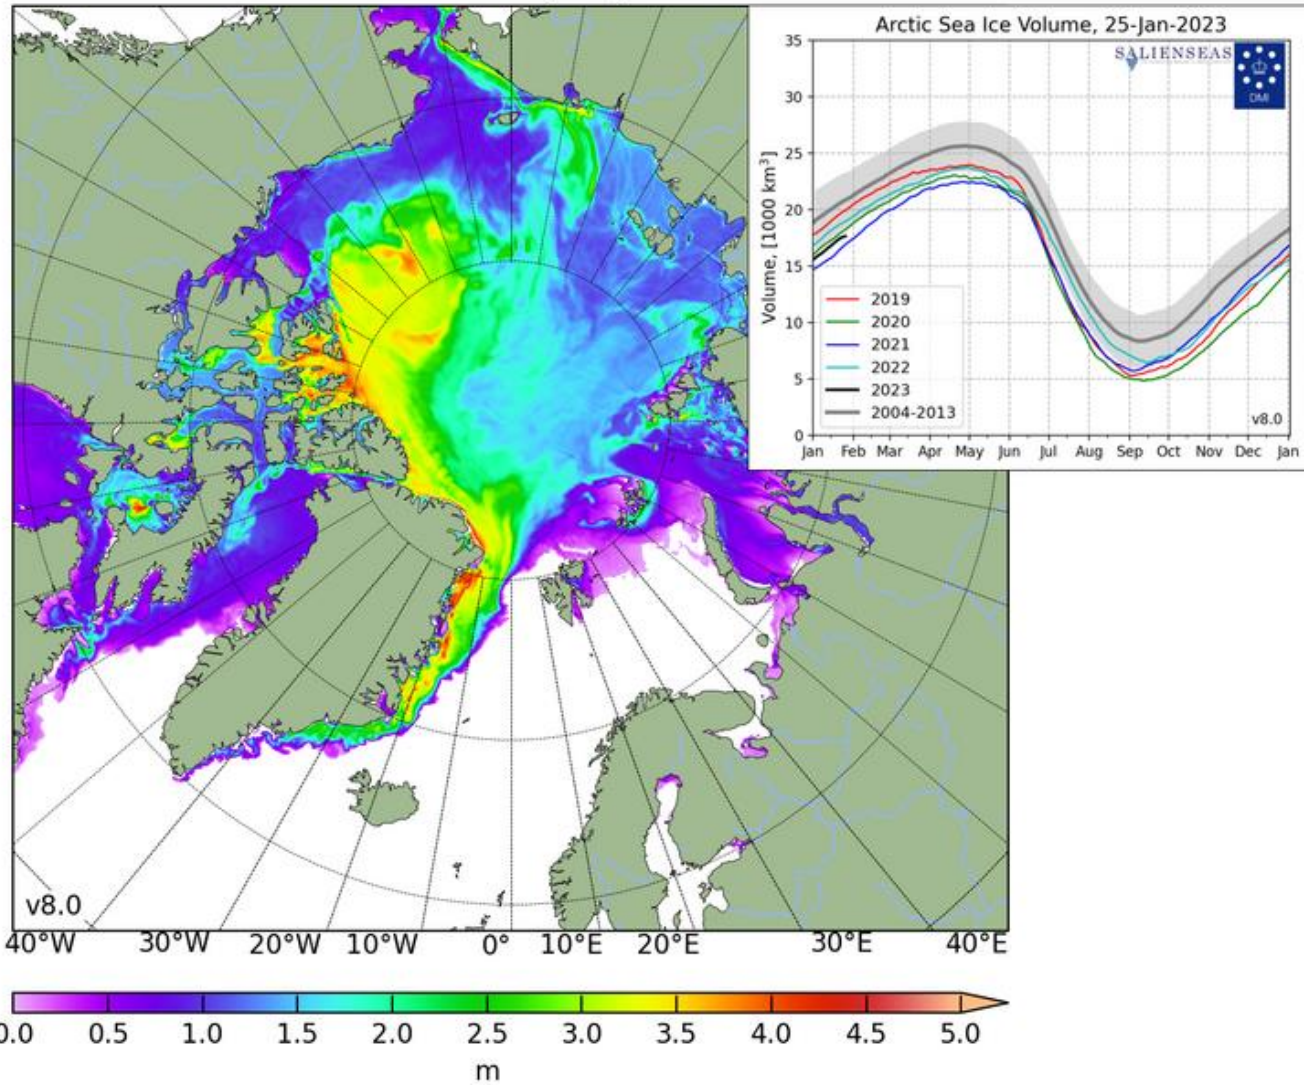 Arctic Sea Ice Volume, 25-Jan-2023
SALIENSEAS
DMI
Volume, [1000 km³]
35
30
25
20
15
10
5
0
2019
2020
2021
2022
2023
2004-2013
v8.0
Jan Feb Mar Apr May Jun Jul Aug Sep Oct Nov Dec Jan
v8.0
40°W 30°W 20°W 10°W 0° 10°E 20°E 30°E 40°E
0.0 0.5 1.0 1.5 2.0 2.5 3.0 3.5 4.0 4.5 5.0
m